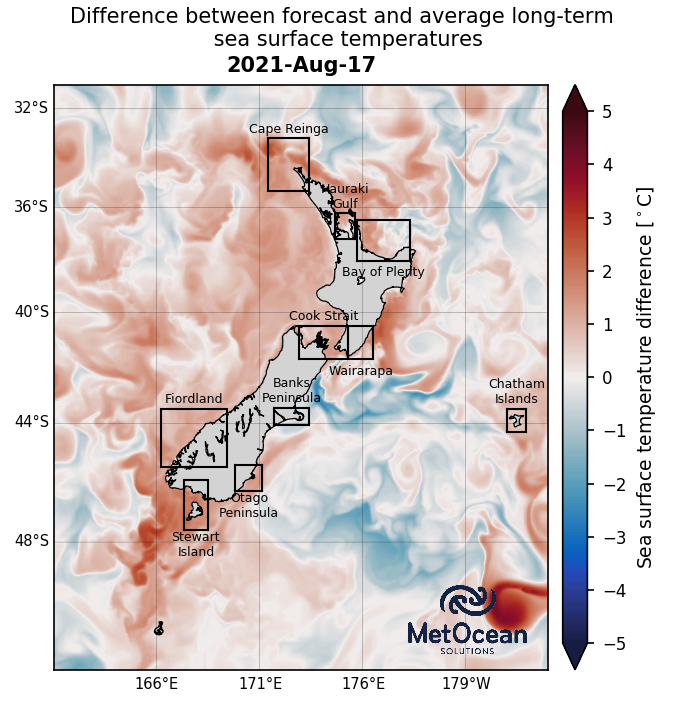 Difference between forecast and average long-term
sea surface temperatures
2021-Aug-17
32°S
36°S
40°S
44°S
48°S
Cape Reinga
Hauraki
Gulf
Bay of Plenty
Cook Strait
Wairarapa
Banks
Peninsula
Fiordland
Chatham
Islands
Otago
Peninsula
Stewart
Island
MetOcean
SOLUTIONS
166°E
171°E
176°E
179°W
5
4
3
2
1
0
−1
−2
−3
−4
−5
Sea surface temperature difference [°C]